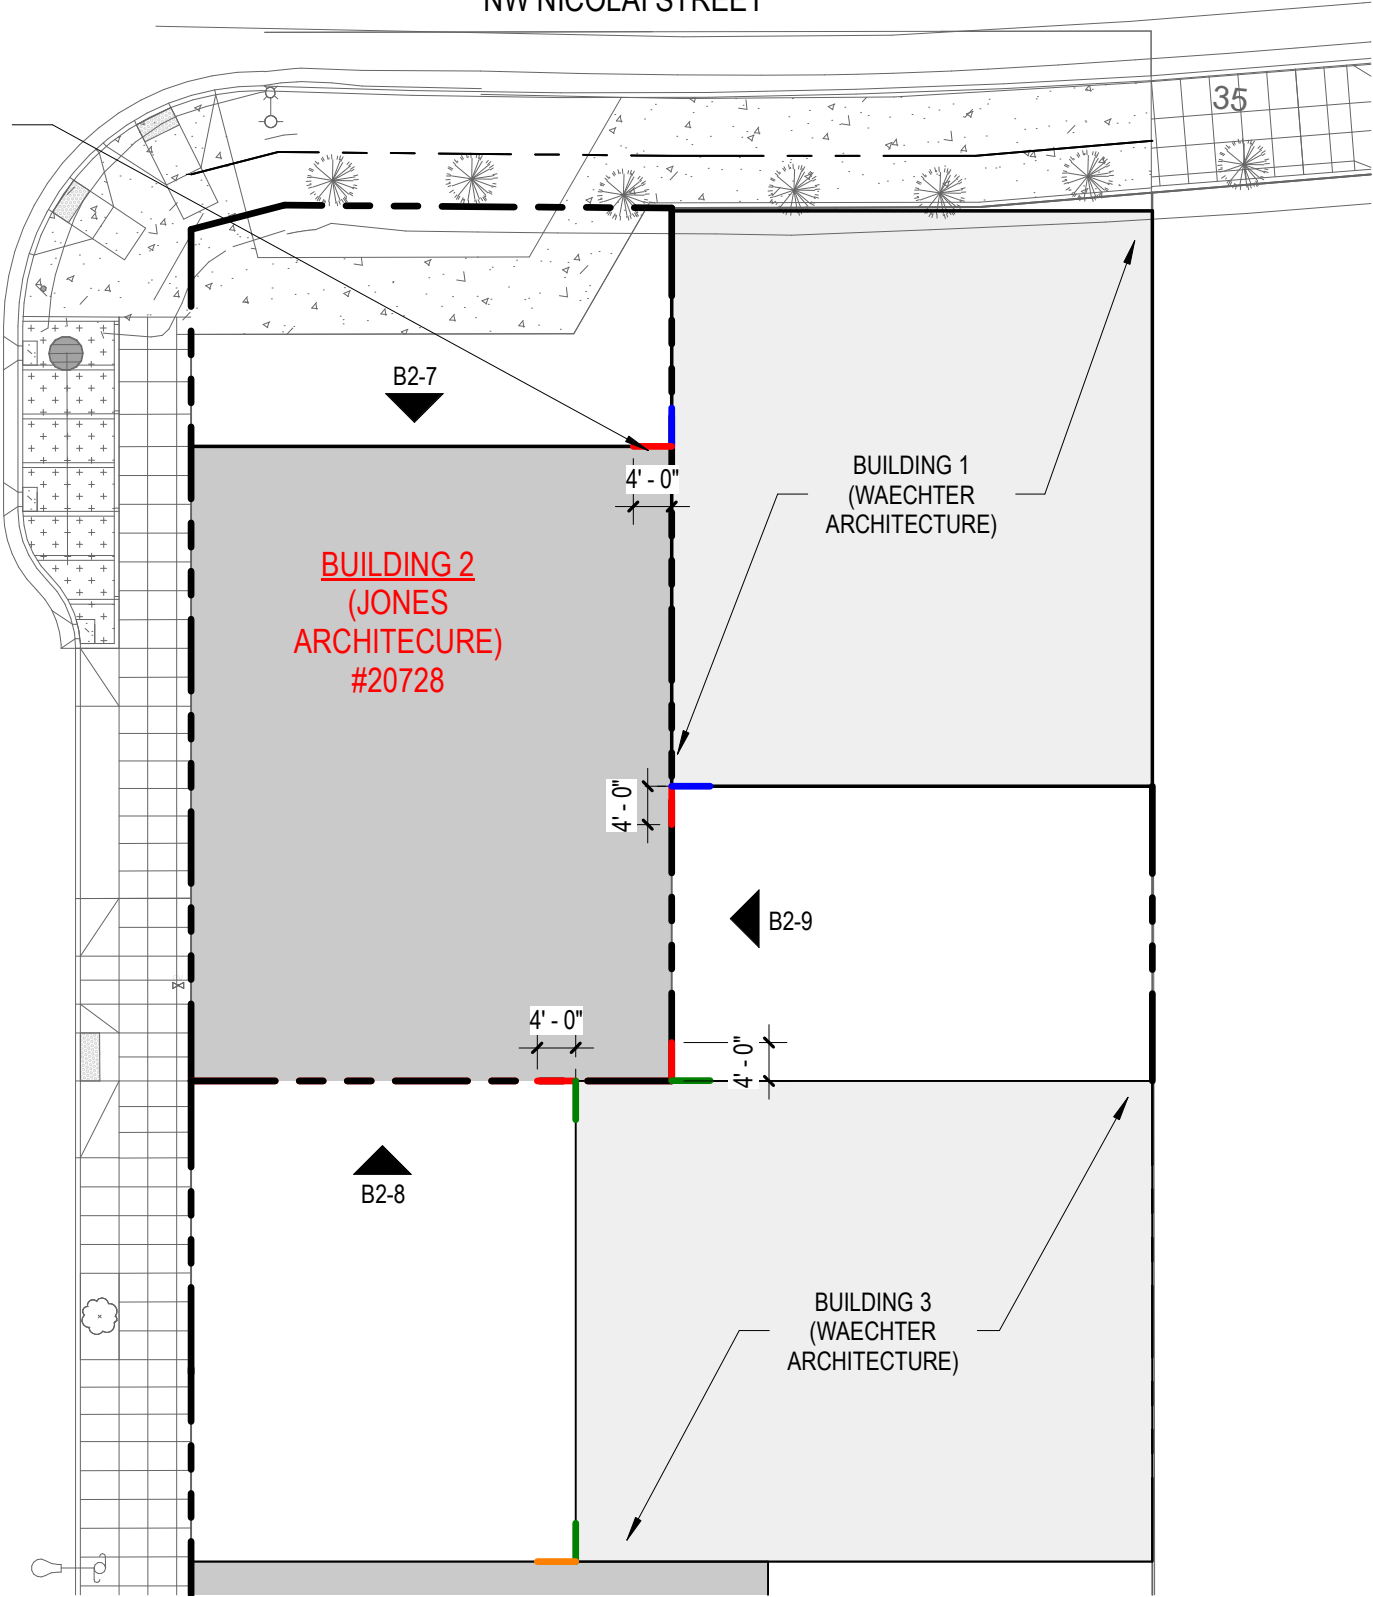 NW NICOLAI STREET
35
B2-7
4' - 0"
BUILDING 1
(WAECHTER
ARCHITECTURE)
BUILDING 2
(JONES
ARCHITECURE)
#20728
4' - 0"
B2-9
4' - 0"
4' - 0"
B2-8
BUILDING 3
(WAECHTER
ARCHITECTURE)